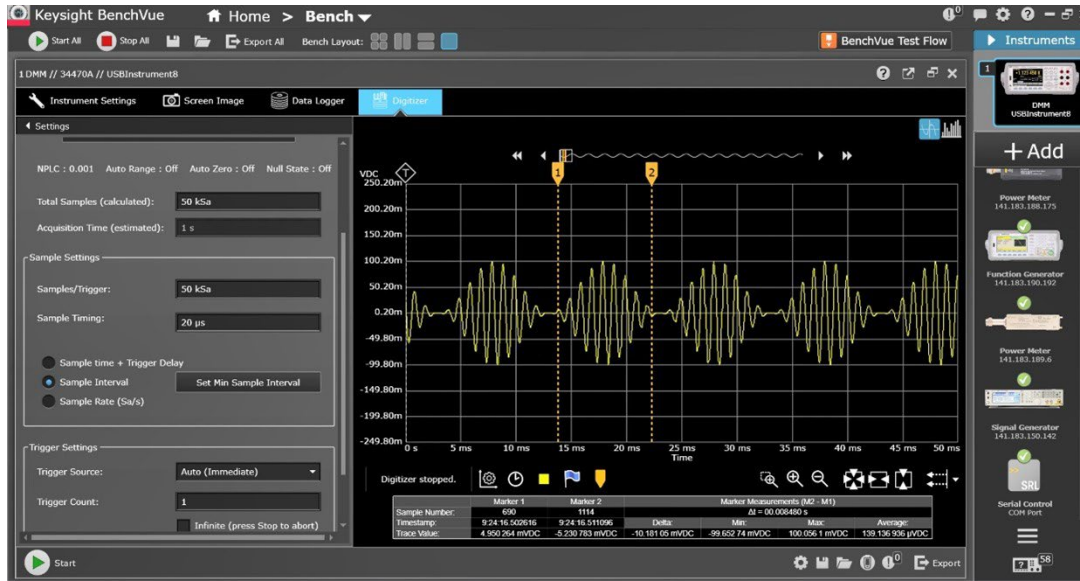 Keysight BenchVue
Home > Bench
0
Start All Stop All Export All Bench Layout:
BenchVue Test Flow
Instruments
1 DMM // 34470A // USBInstrument8
Instrument Settings Screen Image Data Logger Digitizer
Settings
NPLC : 0.001 Auto Range : Off Auto Zero : Off Null State : Off
Total Samples (calculated): 50 kSa
Acquisition Time (estimated): 1 s
Sample Settings
Samples/Trigger: 50 kSa
Sample Timing: 20 µs
Sample time + Trigger Delay
Sample Interval Set Min Sample Interval
Sample Rate (Sa/s)
Trigger Settings
Trigger Source: Auto (Immediate)
Trigger Count: 1
Infinite (press Stop to abort)
Start
VDC T
1 2
250.20m
200.20m
150.20m
100.20m
50.20m
0.20m
-49.80m
-99.80m
-149.80m
-199.80m
-249.80m
0 s 5 ms 10 ms 15 ms 20 ms 25 ms 30 ms 35 ms 40 ms 45 ms 50 ms
Time
Digitizer stopped.
Marker 1 Marker 2 Marker Measurements (M2 - M1)
Sample Number: 690 1114 Δt = 00.008480 s
Timestamp: 9:24:16.502616 9:24:16.511096 Delta: Min: Max: Average:
Trace Value: 4.950 264 mVDC -5.230 783 mVDC -10.181 05 mVDC -99.652 74 mVDC 100.056 1 mVDC 139.136 936 µVDC
0 Export
1
DMM
USBInstrument8
+ Add
Power Meter
141.183.188.175
Function Generator
141.183.190.192
Power Meter
141.183.189.6
Signal Generator
141.183.150.142
SRL
Serial Control
COM Port
? 58